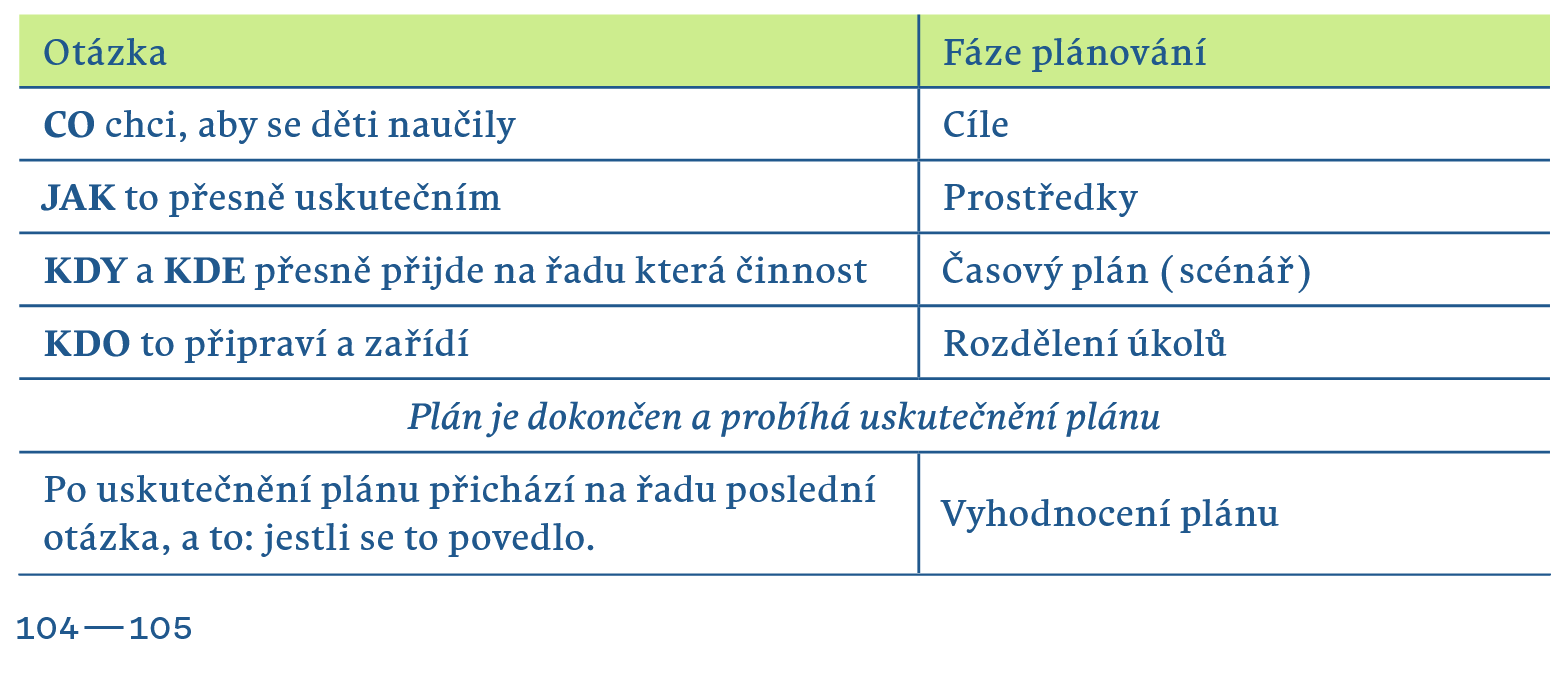 Otázka Fáze plánování
CO chci, aby se děti naučily Cíle
JAK to přesně uskutečním Prostředky
KDY a KDE přesně přijde na řadu která činnost Časový plán (scénář)
KDO to připraví a zařídí Rozdělení úkolů
Plán je dokončen a probíhá uskutečnění plánu
Po uskutečnění plánu přichází na řadu poslední
otázka, a to: jestli se to povedlo.
Vyhodnocení plánu
104—105